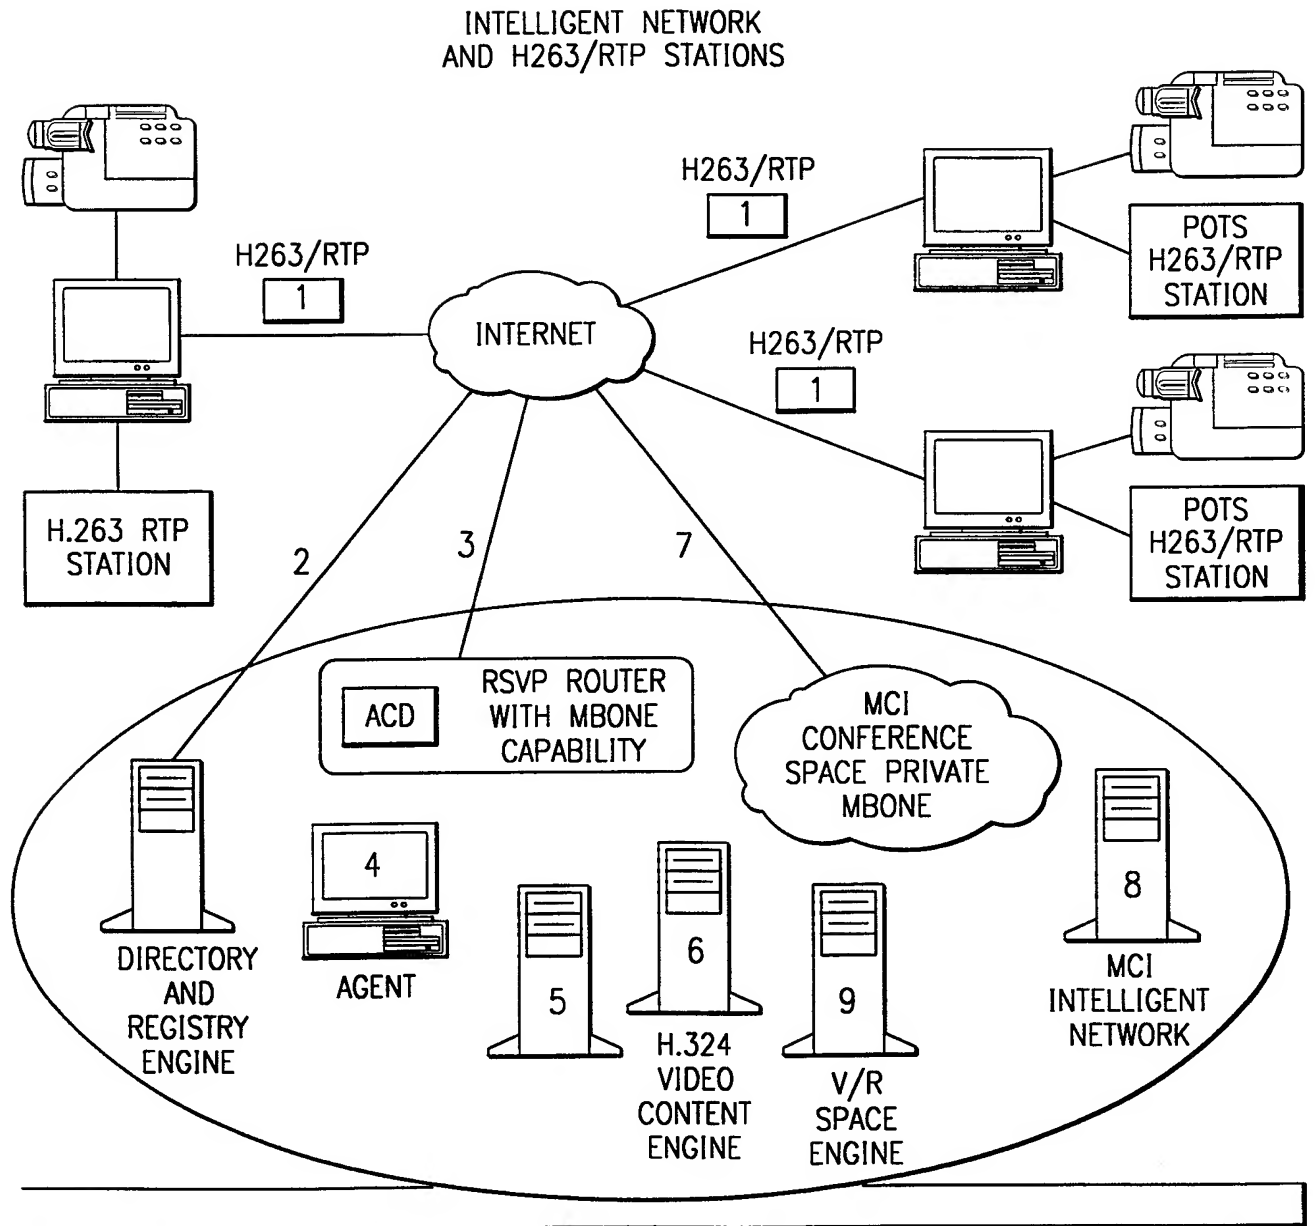 INTELLIGENT NETWORK
AND H263/RTP STATIONS
H263/RTP
1
H263/RTP
1
POTS
H263/RTP
STATION
INTERNET
H263/RTP
1
POTS
H263/RTP
STATION
H.263 RTP
STATION
2
3
7
ACD
RSVP ROUTER
WITH MBONE
CAPABILITY
MCI
CONFERENCE
SPACE PRIVATE
MBONE
DIRECTORY
AND
REGISTRY
ENGINE
4
AGENT
5
6
H.324
VIDEO
CONTENT
ENGINE
9
V/R
SPACE
ENGINE
8
MCI
INTELLIGENT
NETWORK